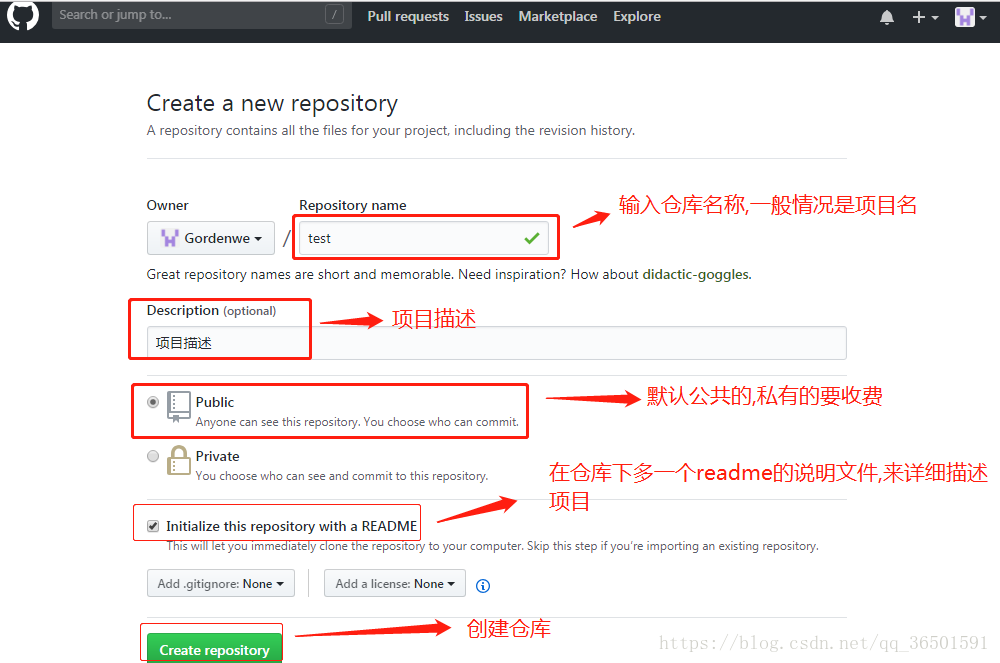 Search or jump to...
/
Pull requests
Issues
Marketplace
Explore
Create a new repository
A repository contains all the files for your project, including the revision history.
Owner
Repository name
输入仓库名称,一般情况是项目名
Gordenwe
/
test
Great repository names are short and memorable. Need inspiration? How about didactic-goggles.
Description (optional)
项目描述
项目描述
Public
Anyone can see this repository. You choose who can commit.
默认公共的,私有的要收费
Private
You choose who can see and commit to this repository.
在仓库下多一个readme的说明文件,来详细描述
项目
Initialize this repository with a README
This will let you immediately clone the repository to your computer. Skip this step if you're importing an existing repository.
Add .gitignore: None
Add a license: None
Create repository
创建仓库
https://blog.csdn.net/qq_36501591